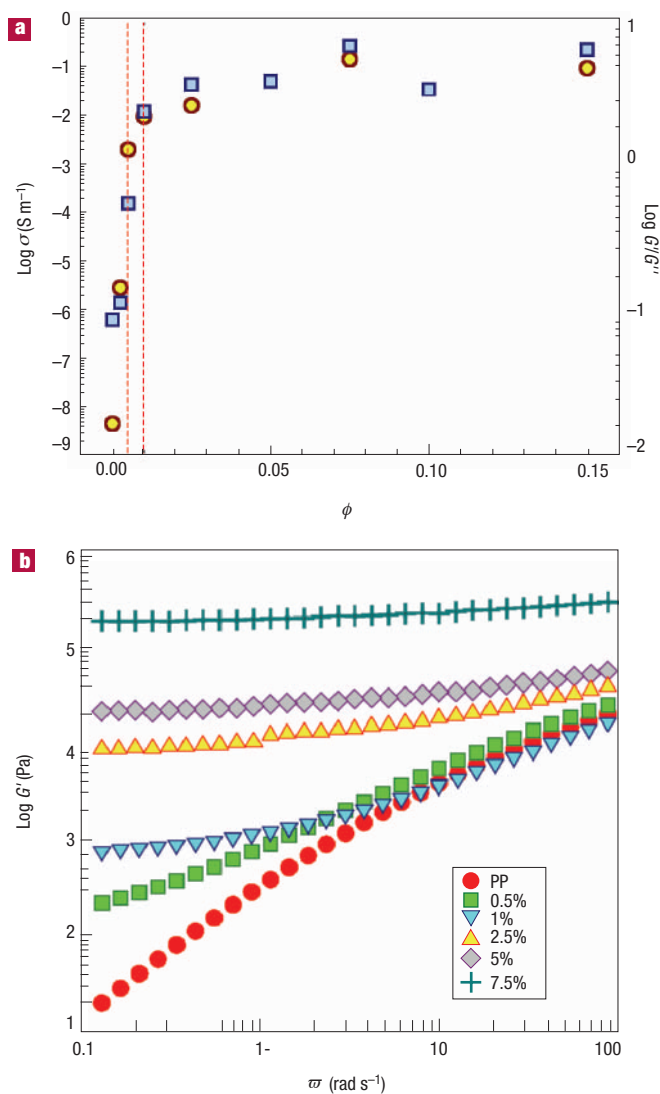 a
0
−1
−2
−3
−4
−5
−6
−7
−8
−9
Log σ (S m⁻¹)
1
0
−1
−2
Log G′/G″
0.00 0.05 0.10 0.15
ϕ
b
6
5
4
3
2
1
Log G′ (Pa)
PP
0.5%
1%
2.5%
5%
7.5%
0.1 1- 10 100
ϖ (rad s⁻¹)